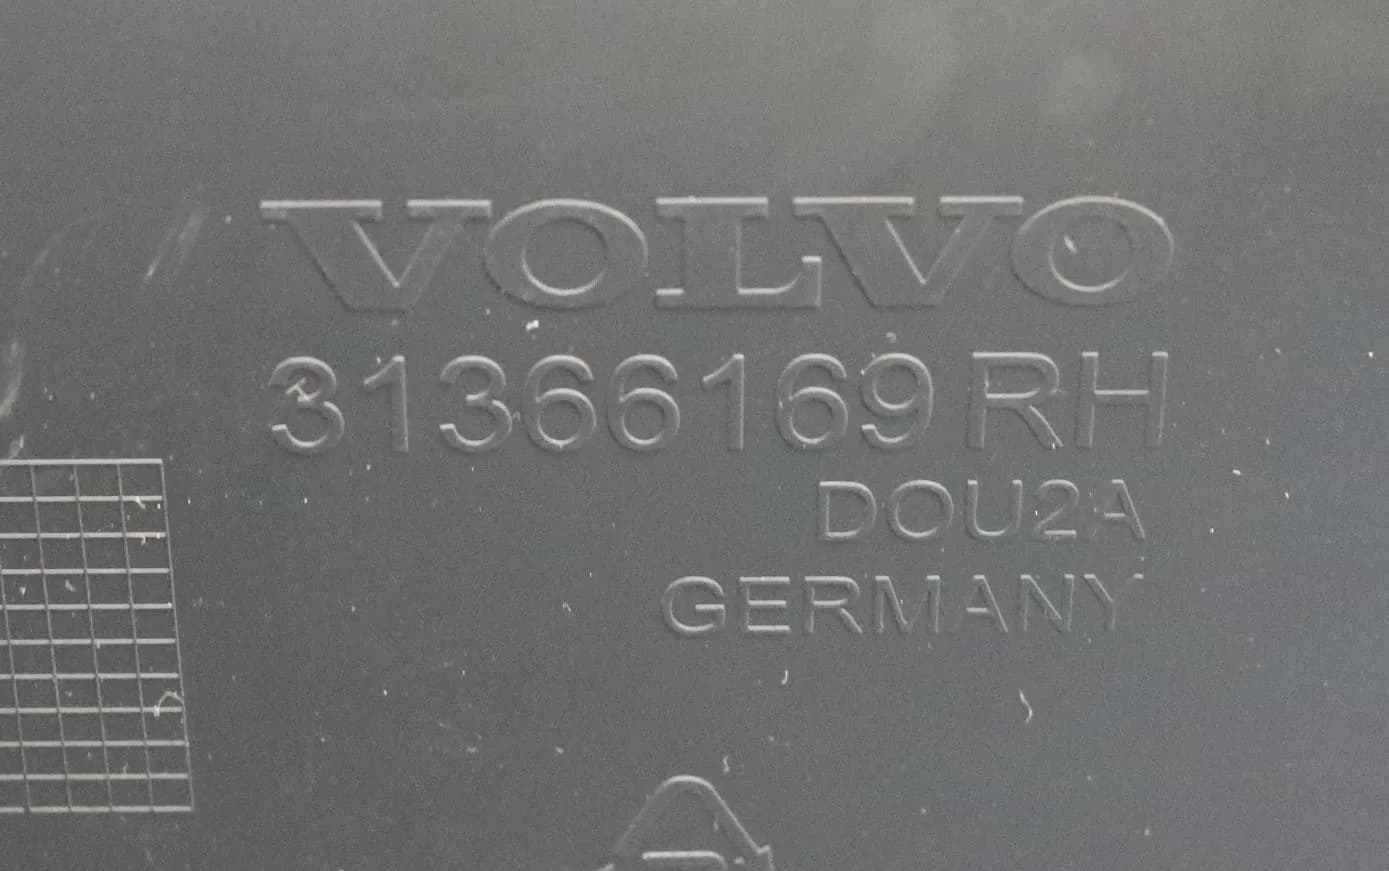 VOLVO
31366169 RH
DOU2A
GERMANY